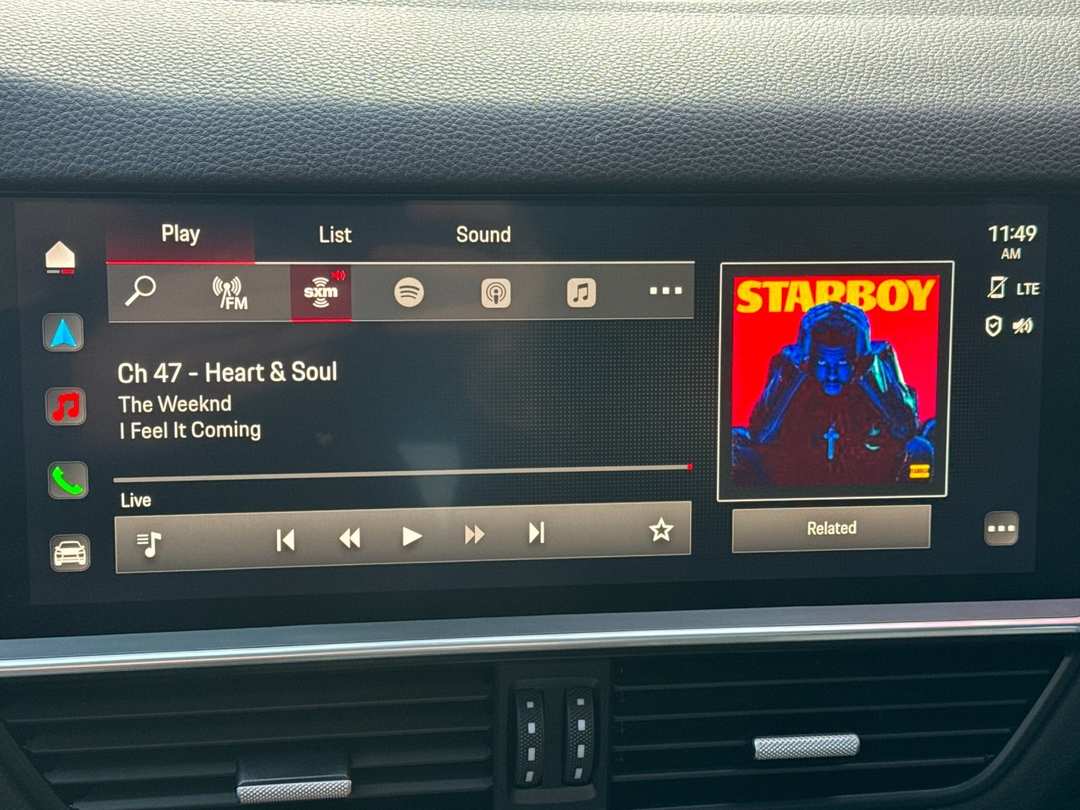 Play
List
Sound
11:49
AM
FM
sxm
LTE
STARBOY
Ch 47 - Heart & Soul
The Weeknd
I Feel It Coming
Live
Related